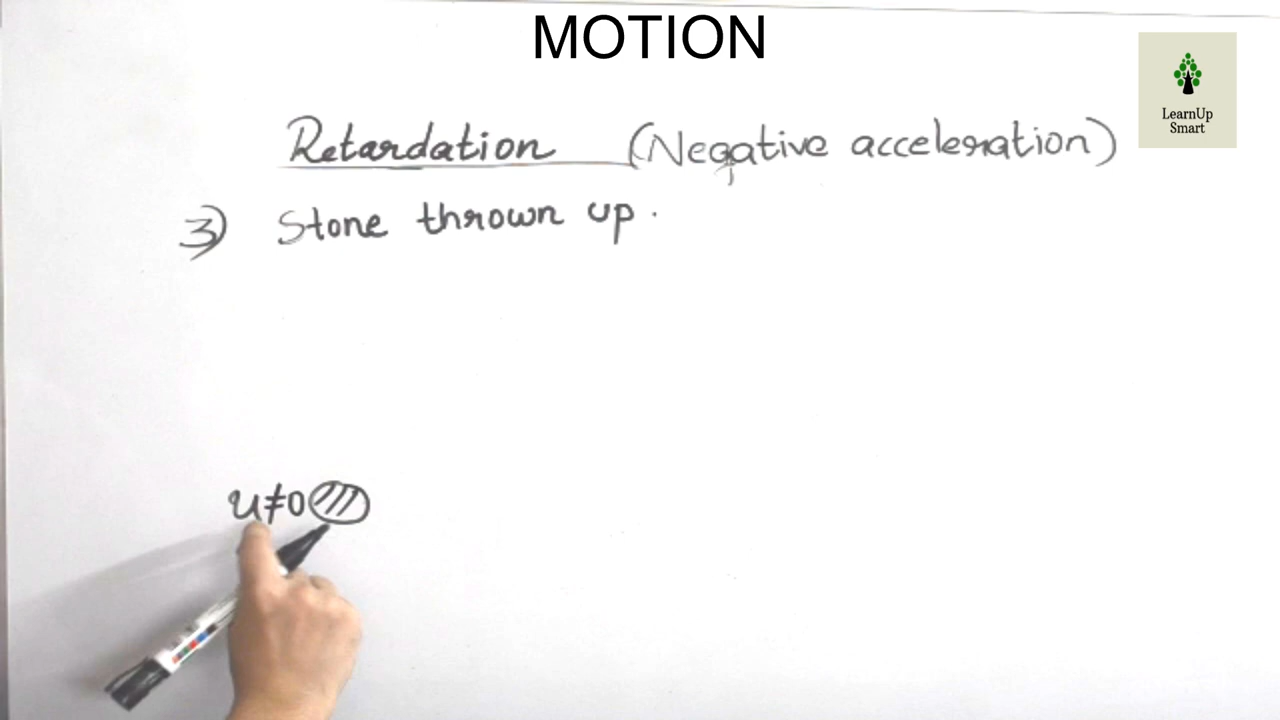 MOTION
LearnUp
Smart
Retardation (Negative acceleration)
3) Stone thrown up.
u≠0